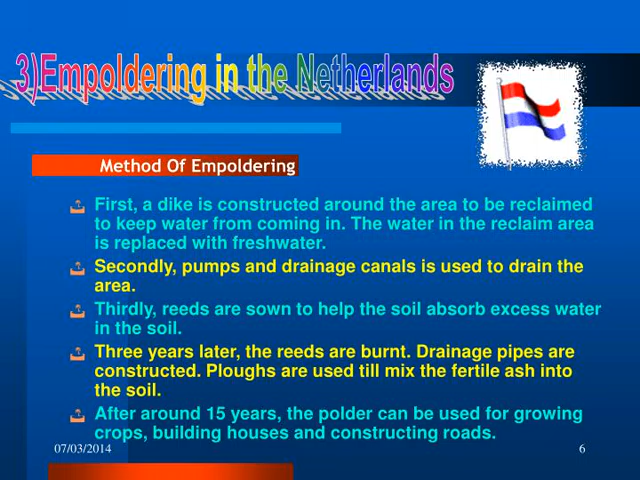 3)Empoldering in the Netherlands
Method Of Empoldering
First, a dike is constructed around the area to be reclaimed
to keep water from coming in. The water in the reclaim area
is replaced with freshwater.
Secondly, pumps and drainage canals is used to drain the
area.
Thirdly, reeds are sown to help the soil absorb excess water
in the soil.
Three years later, the reeds are burnt. Drainage pipes are
constructed. Ploughs are used till mix the fertile ash into
the soil.
After around 15 years, the polder can be used for growing
crops, building houses and constructing roads.
07/03/2014
6